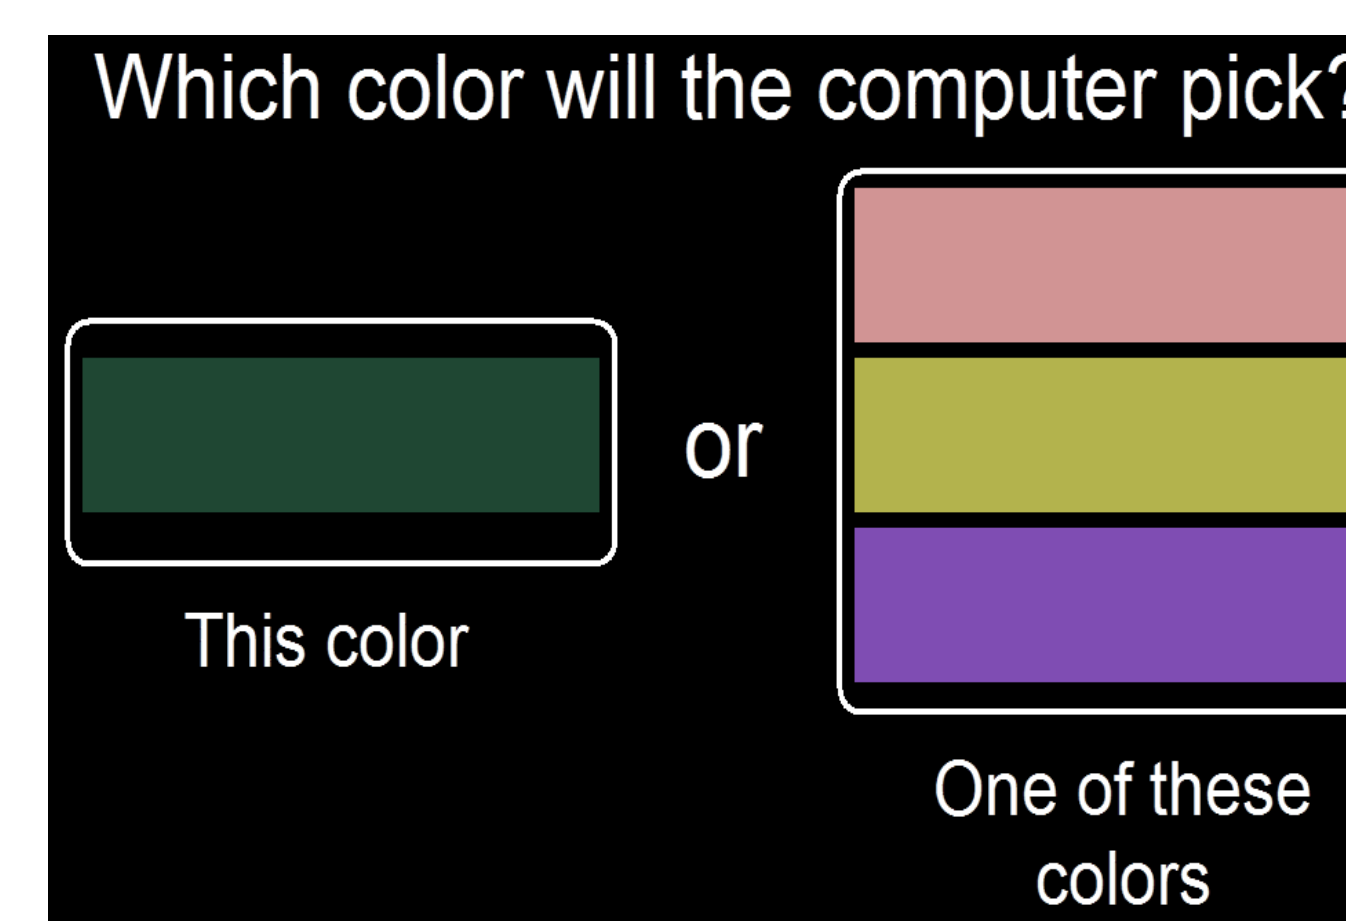 Which color will the computer pick?
or
This color
One of these
colors